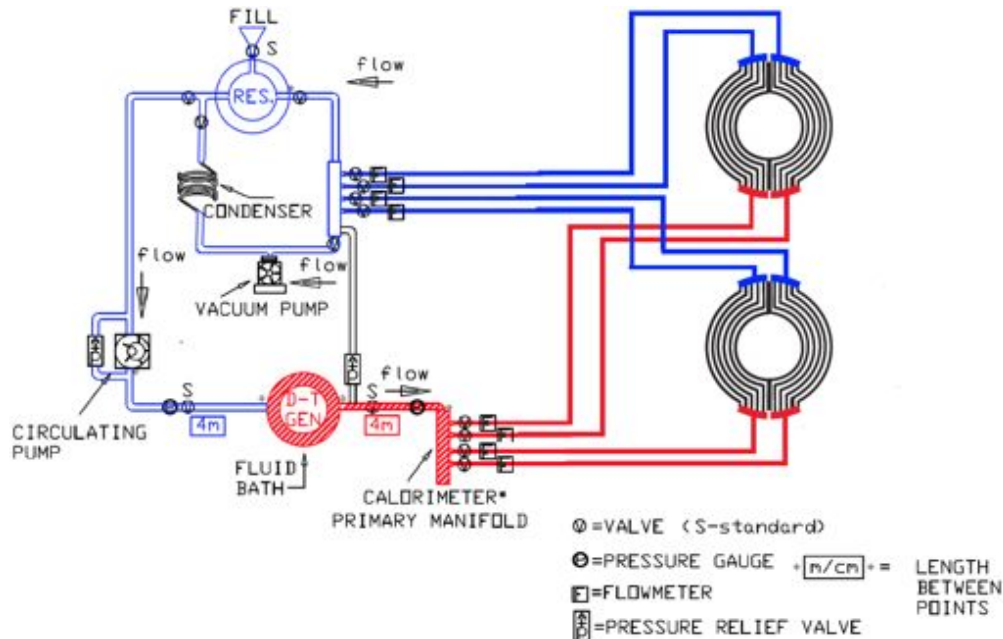 FILL
S
flow
RES.
CONDENSER
flow
flow
VACUUM PUMP
flow
S
S
D-T
GEN
4m
4m
CIRCULATING
PUMP
FLUID
BATH
CALORIMETER*
PRIMARY MANIFOLD
F
F
F
F
F
F
F
F
=VALVE (S-standard)
=PRESSURE GAUGE
m/cm = LENGTH
BETWEEN
POINTS
F =FLOWMETER
=PRESSURE RELIEF VALVE